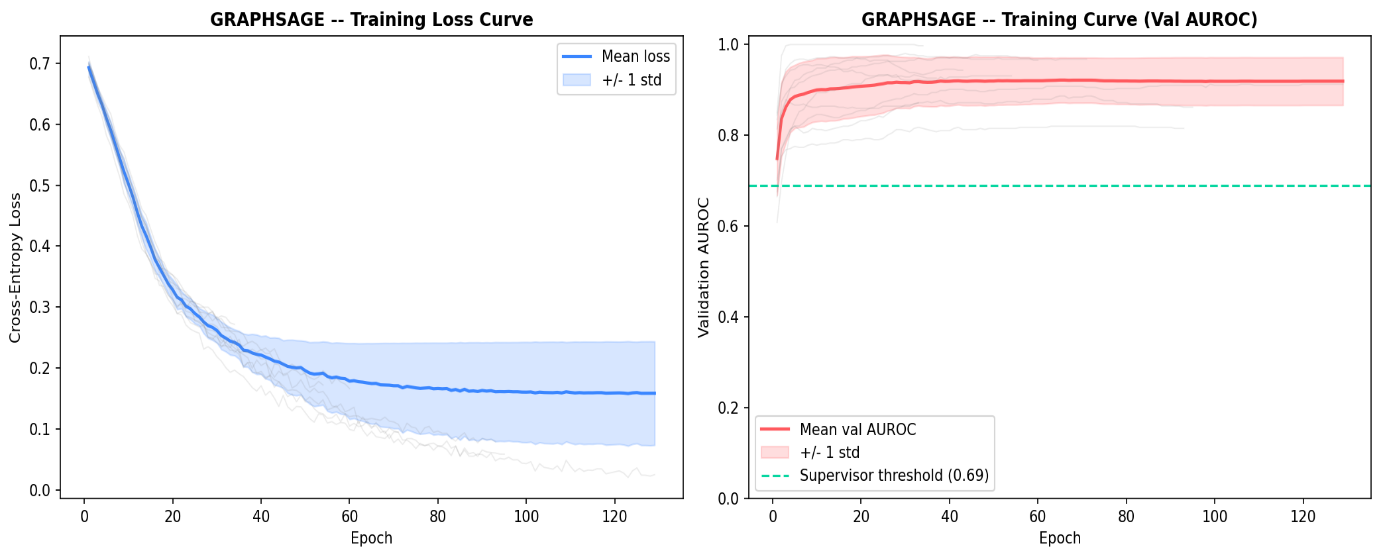 GRAPHSAGE -- Training Loss Curve
Mean loss
+/- 1 std
0.7
0.6
0.5
0.4
0.3
0.2
0.1
0.0
Cross-Entropy Loss
0
20
40
60
80
100
120
Epoch
GRAPHSAGE -- Training Curve (Val AUROC)
1.0
0.8
0.6
0.4
0.2
0.0
Validation AUROC
Mean val AUROC
+/- 1 std
Supervisor threshold (0.69)
0
20
40
60
80
100
120
Epoch